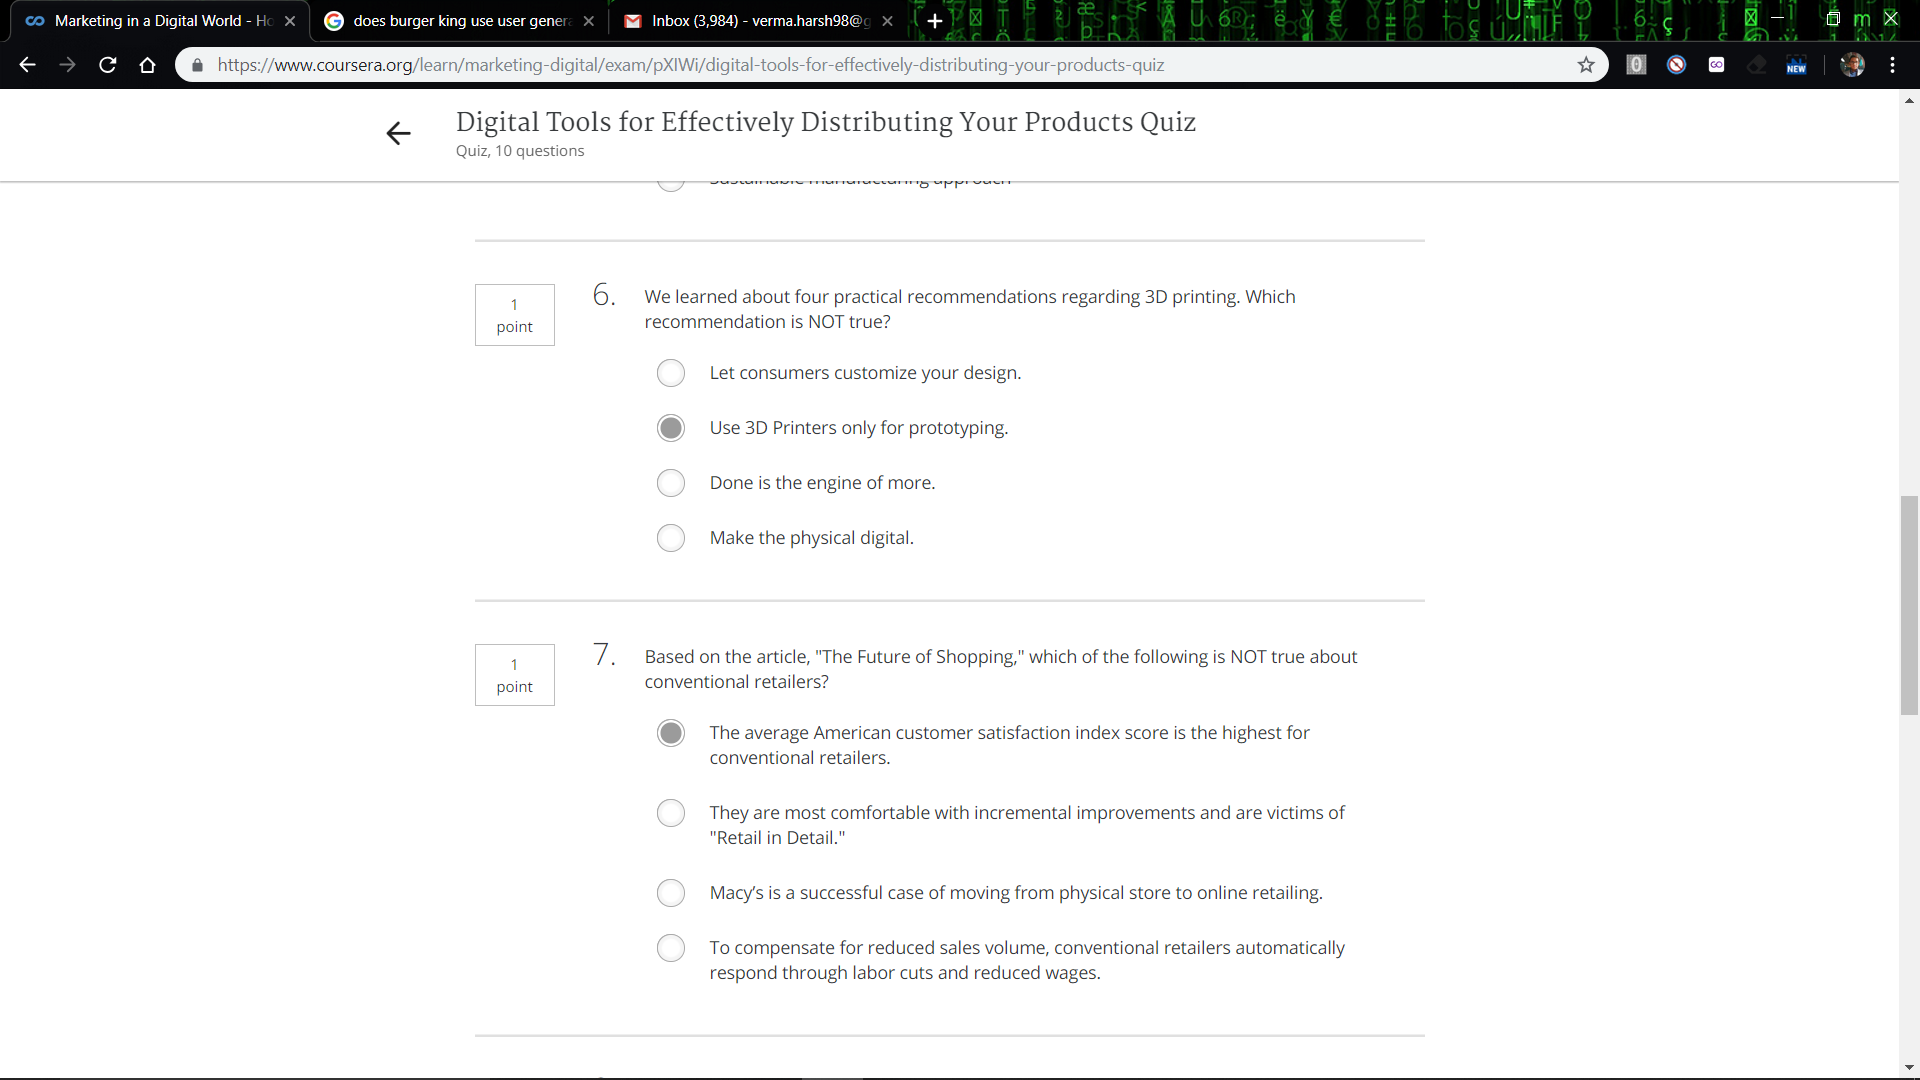 Marketing in a Digital World - Ho
does burger king use user genera
Inbox (3,984) - verma.harsh98@g
https://www.coursera.org/learn/marketing-digital/exam/pXIWi/digital-tools-for-effectively-distributing-your-products-quiz
NEW
Digital Tools for Effectively Distributing Your Products Quiz
Quiz, 10 questions
Sustainable manufacturing approach
1
point
6.
We learned about four practical recommendations regarding 3D printing. Which
recommendation is NOT true?
Let consumers customize your design.
Use 3D Printers only for prototyping.
Done is the engine of more.
Make the physical digital.
1
point
7.
Based on the article, "The Future of Shopping," which of the following is NOT true about
conventional retailers?
The average American customer satisfaction index score is the highest for
conventional retailers.
They are most comfortable with incremental improvements and are victims of
"Retail in Detail."
Macy’s is a successful case of moving from physical store to online retailing.
To compensate for reduced sales volume, conventional retailers automatically
respond through labor cuts and reduced wages.